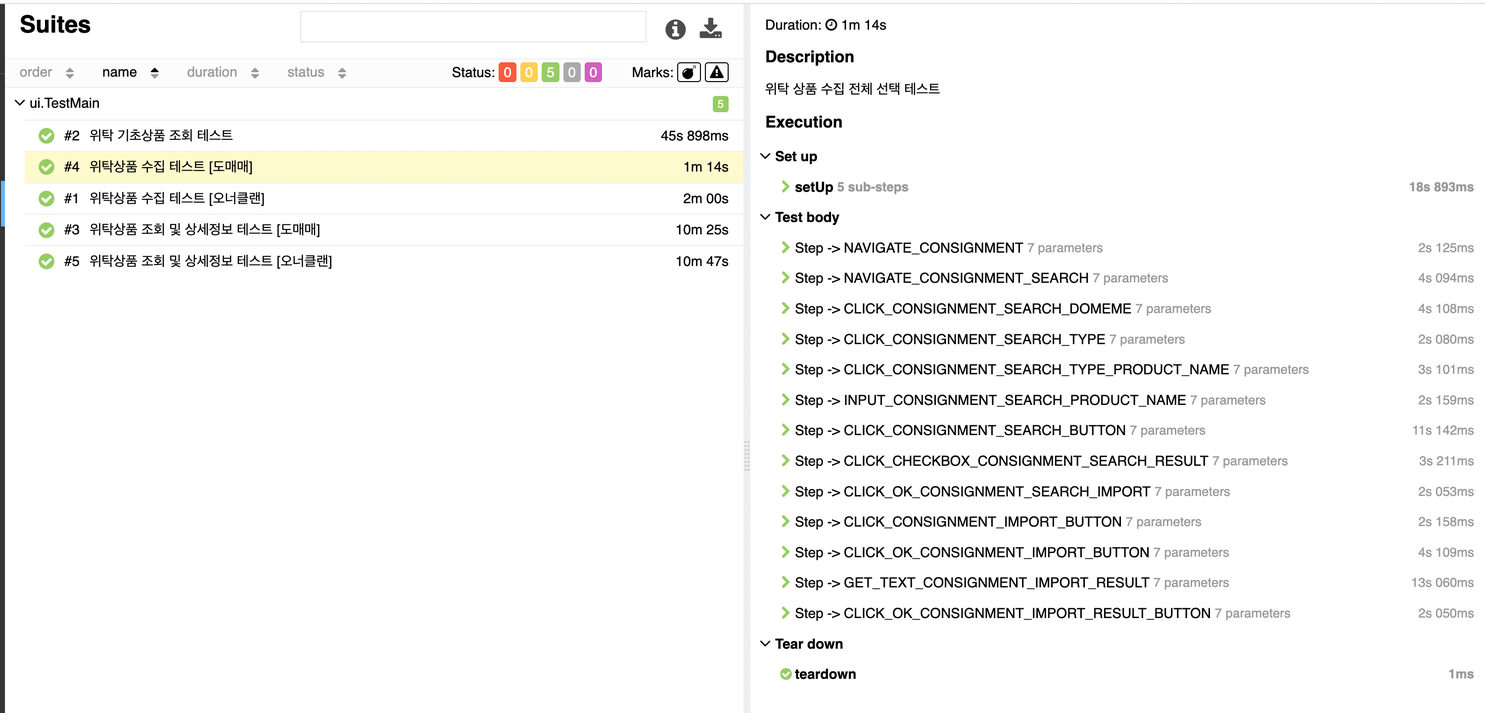 Suites
order name duration status Status: 0 0 5 0 0 Marks:
ui.TestMain 5
#2 위탁 기초상품 조회 테스트 45s 898ms
#4 위탁상품 수집 테스트 [도매매] 1m 14s
#1 위탁상품 수집 테스트 [오너클랜] 2m 00s
#3 위탁상품 조회 및 상세정보 테스트 [도매매] 10m 25s
#5 위탁상품 조회 및 상세정보 테스트 [오너클랜] 10m 47s
Duration: 1m 14s
Description
위탁 상품 수집 전체 선택 테스트
Execution
Set up
setUp 5 sub-steps 18s 893ms
Test body
Step -> NAVIGATE_CONSIGNMENT 7 parameters 2s 125ms
Step -> NAVIGATE_CONSIGNMENT_SEARCH 7 parameters 4s 094ms
Step -> CLICK_CONSIGNMENT_SEARCH_DOMEME 7 parameters 4s 108ms
Step -> CLICK_CONSIGNMENT_SEARCH_TYPE 7 parameters 2s 080ms
Step -> CLICK_CONSIGNMENT_SEARCH_TYPE_PRODUCT_NAME 7 parameters 3s 101ms
Step -> INPUT_CONSIGNMENT_SEARCH_PRODUCT_NAME 7 parameters 2s 159ms
Step -> CLICK_CONSIGNMENT_SEARCH_BUTTON 7 parameters 11s 142ms
Step -> CLICK_CHECKBOX_CONSIGNMENT_SEARCH_RESULT 7 parameters 3s 211ms
Step -> CLICK_OK_CONSIGNMENT_SEARCH_IMPORT 7 parameters 2s 053ms
Step -> CLICK_CONSIGNMENT_IMPORT_BUTTON 7 parameters 2s 158ms
Step -> CLICK_OK_CONSIGNMENT_IMPORT_BUTTON 7 parameters 4s 109ms
Step -> GET_TEXT_CONSIGNMENT_IMPORT_RESULT 7 parameters 13s 060ms
Step -> CLICK_OK_CONSIGNMENT_IMPORT_RESULT_BUTTON 7 parameters 2s 050ms
Tear down
teardown 1ms